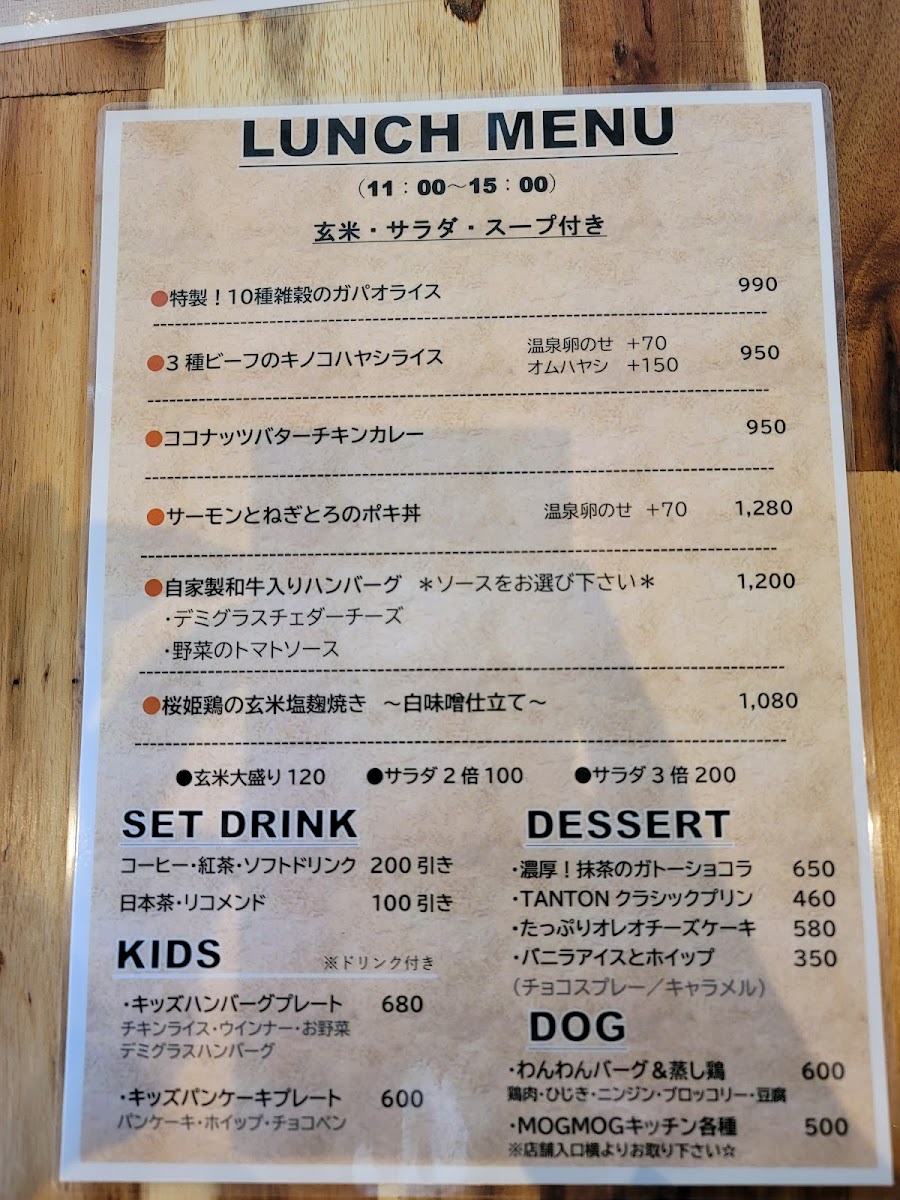 LUNCH MENU
(11：00～15：00)
玄米・サラダ・スープ付き
●特製！10種雑穀のガパオライス 990
●3種ビーフのキノコハヤシライス 温泉卵のせ +70 950
オムハヤシ +150
●ココナッツバターチキンカレー 950
●サーモンとねぎとろのポキ丼 温泉卵のせ +70 1,280
●自家製和牛入りハンバーグ ＊ソースをお選び下さい＊ 1,200
・デミグラスチェダーチーズ
・野菜のトマトソース
●桜姫鶏の玄米塩麹焼き ～白味噌仕立て～ 1,080
●玄米大盛り120 ●サラダ2倍100 ●サラダ3倍200
SET DRINK
コーヒー・紅茶・ソフトドリンク 200引き
日本茶・リコメンド 100引き
KIDS ※ドリンク付き
・キッズハンバーグプレート 680
チキンライス・ウインナー・お野菜
デミグラスハンバーグ
・キッズパンケーキプレート 600
パンケーキ・ホイップ・チョコペン
DESSERT
・濃厚！抹茶のガトーショコラ 650
・TANTONクラシックプリン 460
・たっぷりオレオチーズケーキ 580
・バニラアイスとホイップ 350
(チョコスプレー／キャラメル)
DOG
・わんわんバーグ＆蒸し鶏 600
鶏肉・ひじき・ニンジン・ブロッコリー・豆腐
・MOGMOGキッチン各種 500
※店舗入口横よりお取り下さい☆